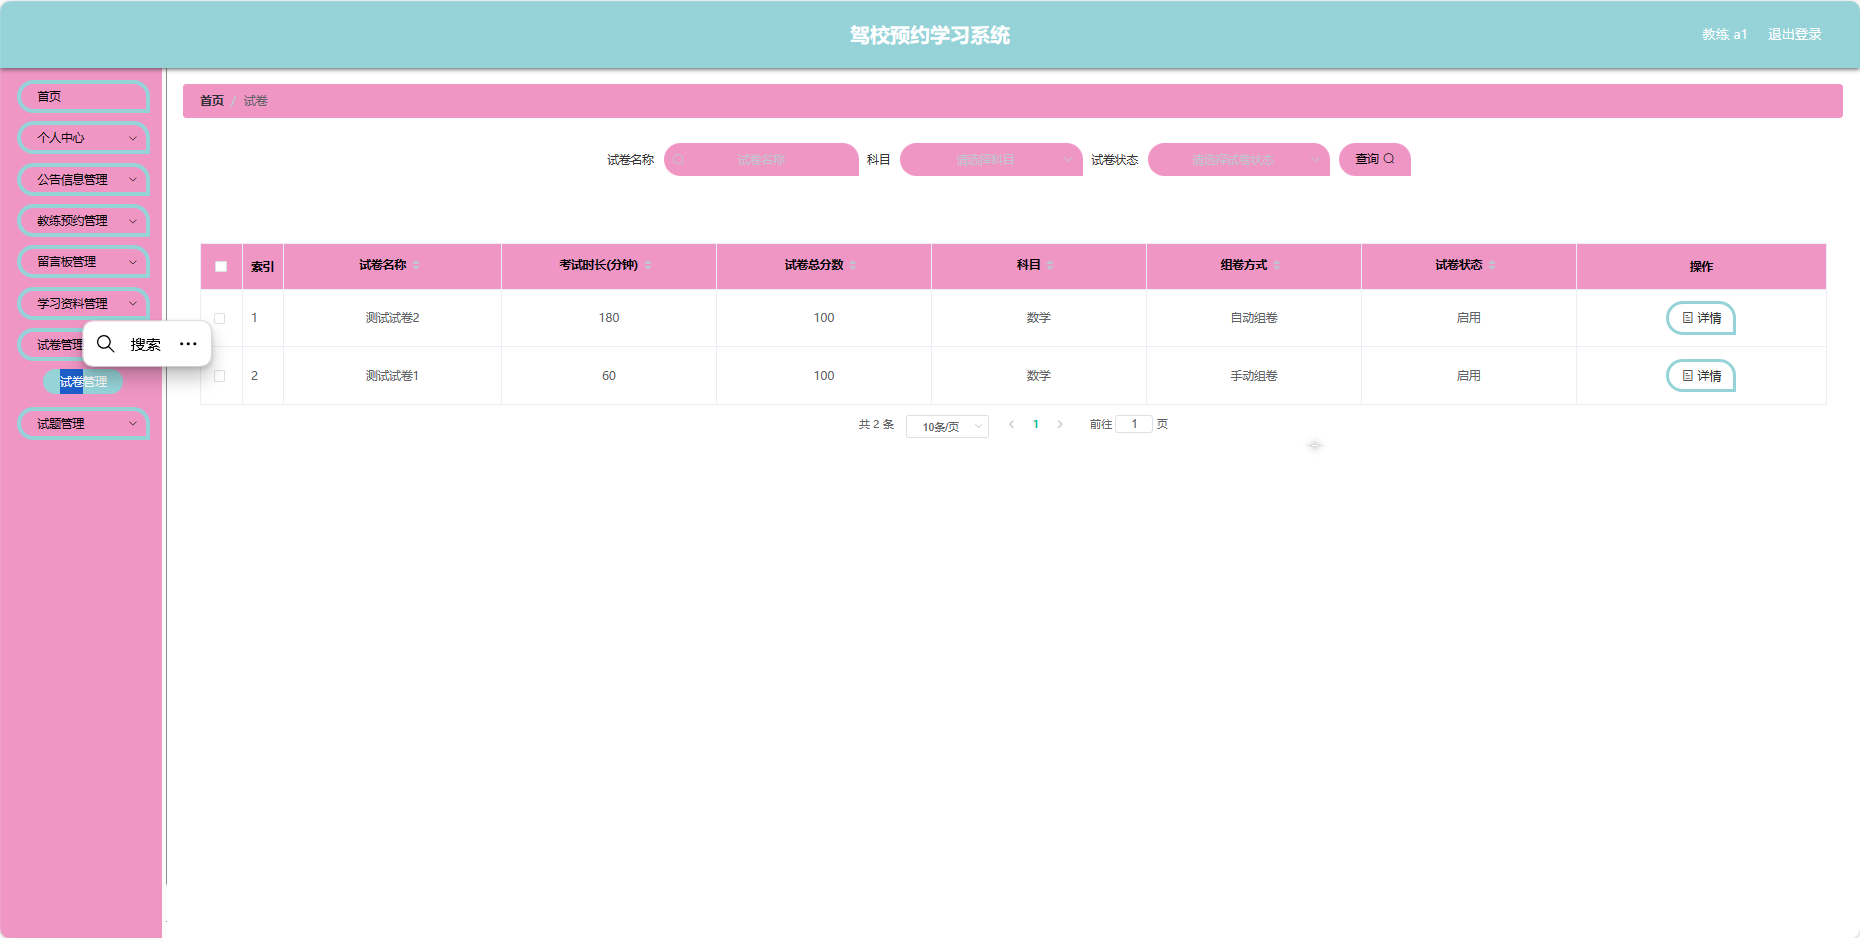 驾校预约学习系统
教练 a1 退出登录
首页
个人中心
公告信息管理
教练预约管理
留言板管理
学习资料管理
试卷管理
搜索 ···
试卷管理
试题管理
首页 / 试卷
试卷名称 试卷名称 科目 请选择科目 试卷状态 请选择试卷状态 查询
索引 试卷名称 考试时长(分钟) 试卷总分数 科目 组卷方式 试卷状态 操作
1 测试试卷2 180 100 数学 自动组卷 启用 详情
2 测试试卷1 60 100 数学 手动组卷 启用 详情
共 2 条 10条/页 1 前往 1 页